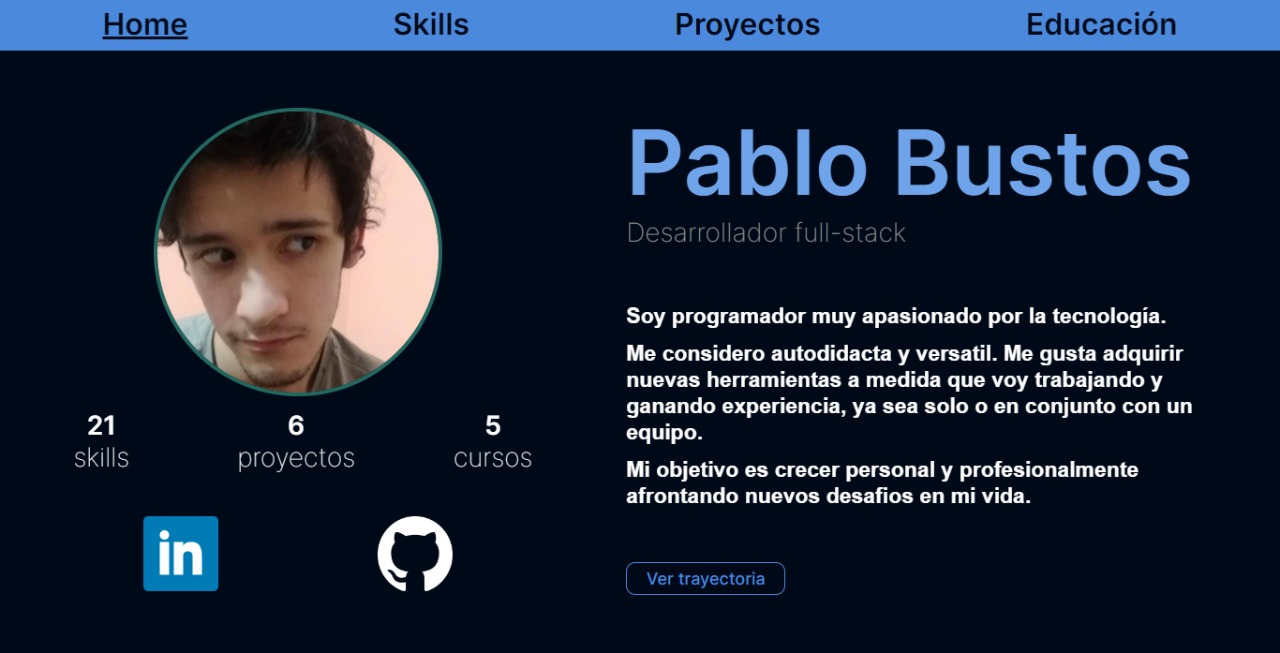 Home Skills Proyectos Educación
Pablo Bustos
Desarrollador full-stack
Soy programador muy apasionado por la tecnología.
Me considero autodidacta y versatil. Me gusta adquirir
nuevas herramientas a medida que voy trabajando y
ganando experiencia, ya sea solo o en conjunto con un
equipo.
Mi objetivo es crecer personal y profesionalmente
afrontando nuevos desafios en mi vida.
Ver trayectoria
21 6 5
skills proyectos cursos
in